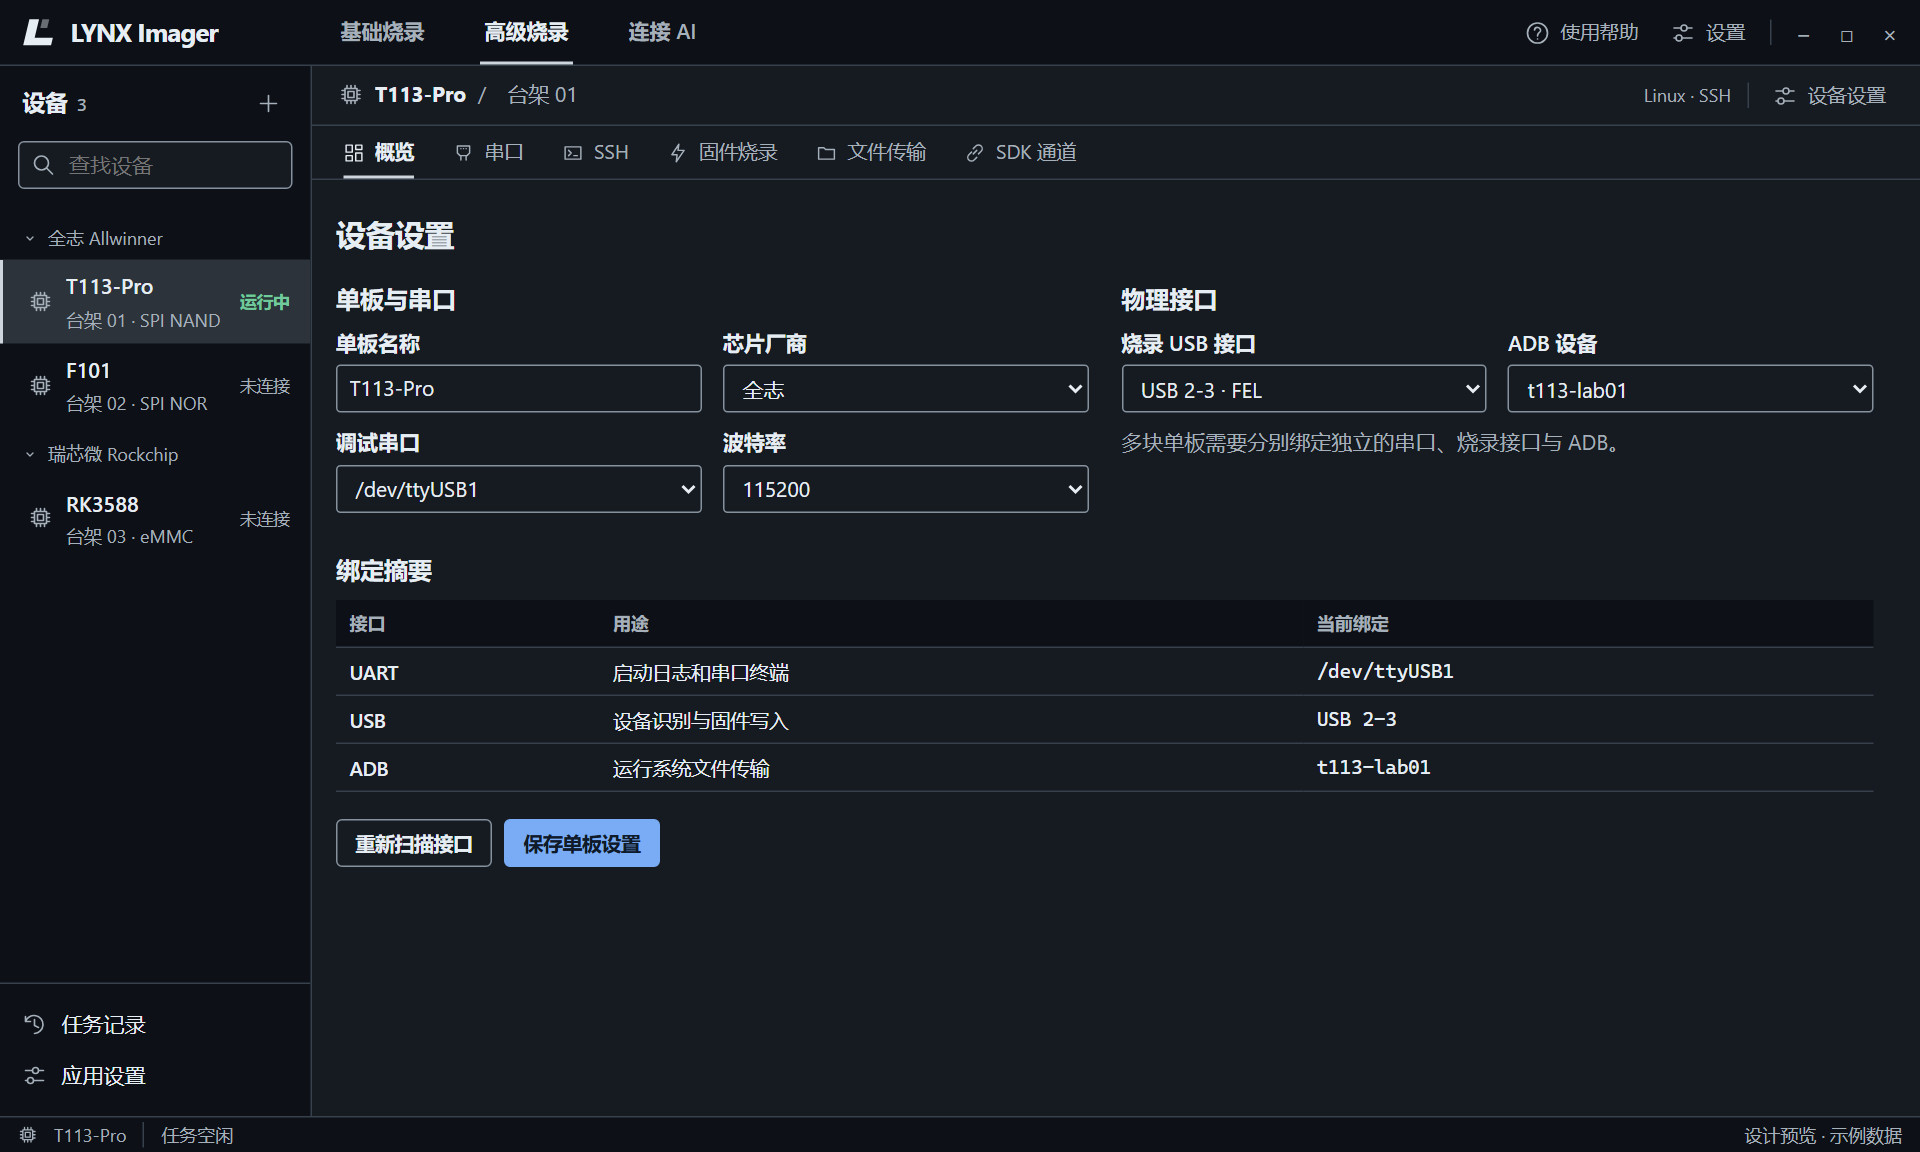 LYNX Imager
基础烧录
高级烧录
连接 AI
使用帮助
设置
设备 3
查找设备
全志 Allwinner
T113-Pro
台架 01 · SPI NAND
运行中
F101
台架 02 · SPI NOR
未连接
瑞芯微 Rockchip
RK3588
台架 03 · eMMC
未连接
任务记录
应用设置
T113-Pro / 台架 01
Linux · SSH
设备设置
概览
串口
SSH
固件烧录
文件传输
SDK 通道
设备设置
单板与串口
单板名称
T113-Pro
芯片厂商
全志
调试串口
/dev/ttyUSB1
波特率
115200
物理接口
烧录 USB 接口
USB 2-3 · FEL
ADB 设备
t113-lab01
多块单板需要分别绑定独立的串口、烧录接口与 ADB。
绑定摘要
接口 用途 当前绑定
UART 启动日志和串口终端 /dev/ttyUSB1
USB 设备识别与固件写入 USB 2-3
ADB 运行系统文件传输 t113-lab01
重新扫描接口
保存单板设置
T113-Pro
任务空闲
设计预览 · 示例数据